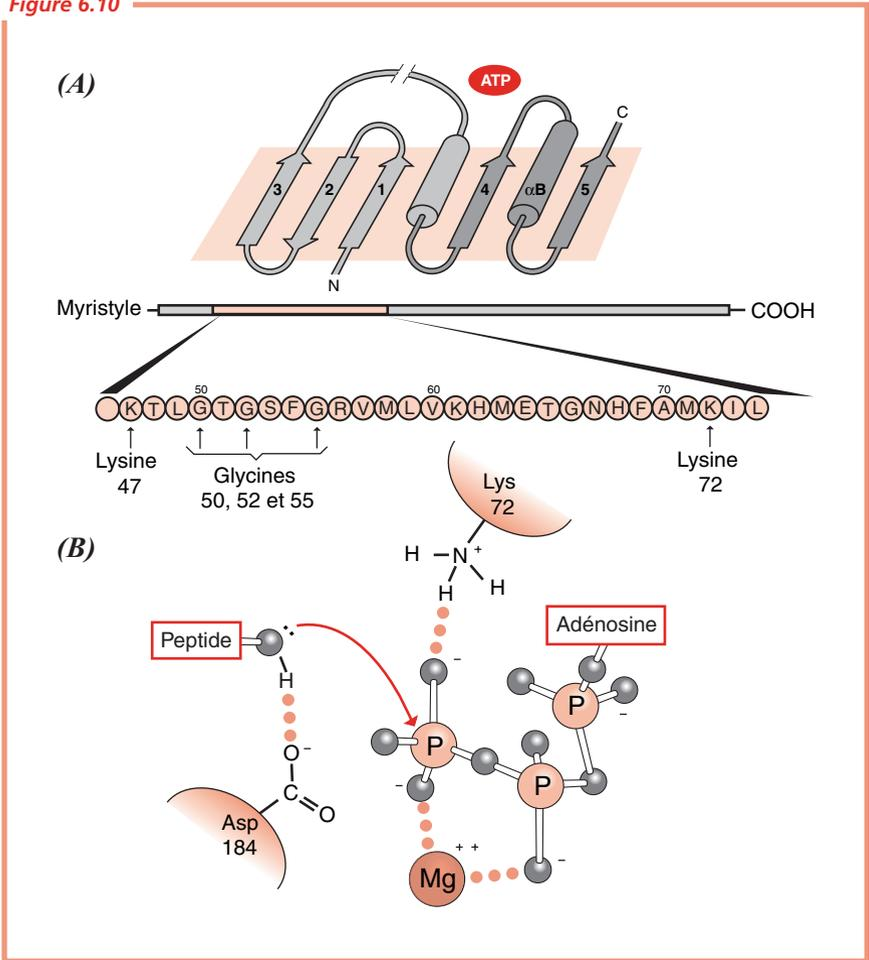 Figure 6.10
(A)
ATP
C
3
2
1
4
αB
5
N
Myristyle
COOH
50
60
70
K T L G T G S F G R V M L V K H M E T G N H F A M K I L
Lysine
47
Glycines
50, 52 et 55
Lysine
72
(B)
Lys
72
H
N
+
H
H
Peptide
Adénosine
H
P
P
P
O
C
O
Asp
184
Mg
+ +